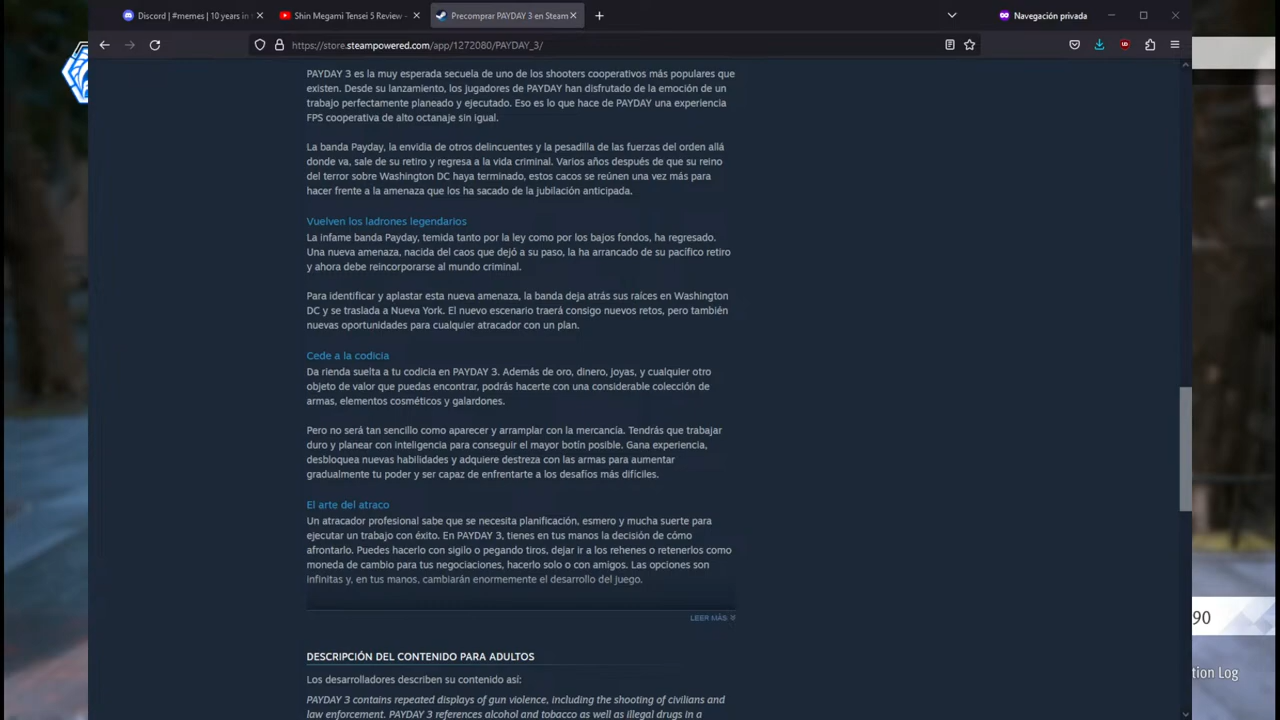 Discord | #memes | 10 years in
Shin Megami Tensei 5 Review -
Precomprar PAYDAY 3 en Steam
Navegación privada
https://store.steampowered.com/app/1272080/PAYDAY_3/
PAYDAY 3 es la muy esperada secuela de uno de los shooters cooperativos más populares que
existen. Desde su lanzamiento, los jugadores de PAYDAY han disfrutado de la emoción de un
trabajo perfectamente planeado y ejecutado. Eso es lo que hace de PAYDAY una experiencia
FPS cooperativa de alto octanaje sin igual.
La banda Payday, la envidia de otros delincuentes y la pesadilla de las fuerzas del orden allá
donde va, sale de su retiro y regresa a la vida criminal. Varios años después de que su reino
del terror sobre Washington DC haya terminado, estos cacos se reúnen una vez más para
hacer frente a la amenaza que los ha sacado de la jubilación anticipada.
Vuelven los ladrones legendarios
La infame banda Payday, temida tanto por la ley como por los bajos fondos, ha regresado.
Una nueva amenaza, nacida del caos que dejó a su paso, la ha arrancado de su pacífico retiro
y ahora debe reincorporarse al mundo criminal.
Para identificar y aplastar esta nueva amenaza, la banda deja atrás sus raíces en Washington
DC y se traslada a Nueva York. El nuevo escenario traerá consigo nuevos retos, pero también
nuevas oportunidades para cualquier atracador con un plan.
Cede a la codicia
Da rienda suelta a tu codicia en PAYDAY 3. Además de oro, dinero, joyas, y cualquier otro
objeto de valor que puedas encontrar, podrás hacerte con una considerable colección de
armas, elementos cosméticos y galardones.
Pero no será tan sencillo como aparecer y arramplar con la mercancía. Tendrás que trabajar
duro y planear con inteligencia para conseguir el mayor botín posible. Gana experiencia,
desbloquea nuevas habilidades y adquiere destreza con las armas para aumentar
gradualmente tu poder y ser capaz de enfrentarte a los desafíos más difíciles.
El arte del atraco
Un atracador profesional sabe que se necesita planificación, esmero y mucha suerte para
ejecutar un trabajo con éxito. En PAYDAY 3, tienes en tus manos la decisión de cómo
afrontarlo. Puedes hacerlo con sigilo o pegando tiros, dejar ir a los rehenes o retenerlos como
moneda de cambio para tus negociaciones, hacerlo solo o con amigos. Las opciones son
infinitas y, en tus manos, cambiarán enormemente el desarrollo del juego.
LEER MÁS
90
DESCRIPCIÓN DEL CONTENIDO PARA ADULTOS
tion Log
Los desarrolladores describen su contenido así:
PAYDAY 3 contains repeated displays of gun violence, including the shooting of civilians and
law enforcement. PAYDAY 3 references alcohol and tobacco as well as illegal drugs in a